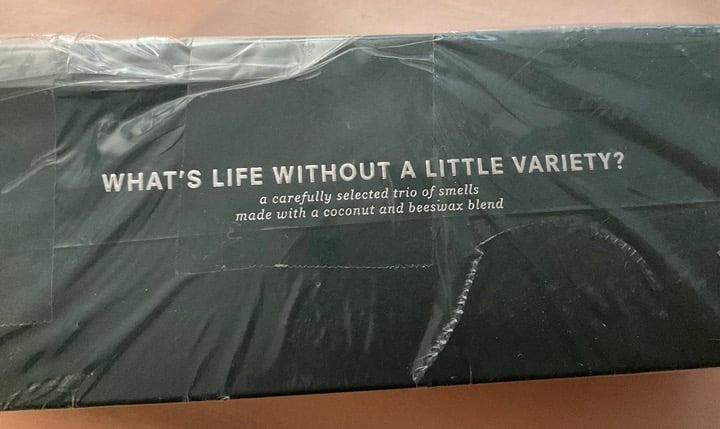 WHAT'S LIFE WITHOUT A LITTLE VARIETY?
a carefully selected trio of smells
made with a coconut and beeswax blend